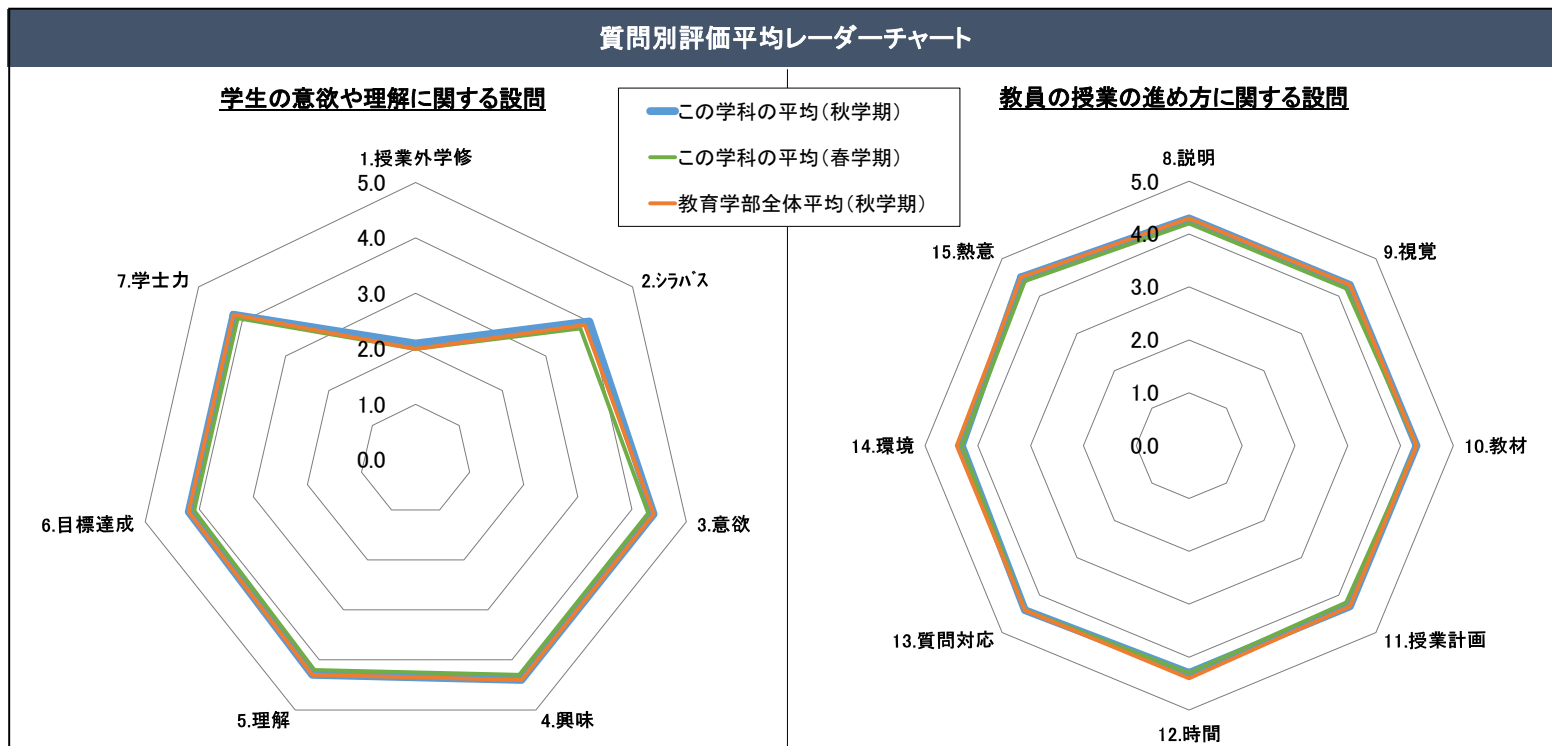 質問別評価平均レーダーチャート
学生の意欲や理解に関する設問
この学科の平均(秋学期)
この学科の平均(春学期)
教育学部全体平均(秋学期)
1.授業外学修
2.ｼﾗﾊﾞｽ
3.意欲
4.興味
5.理解
6.目標達成
7.学士力
5.0
4.0
3.0
2.0
1.0
0.0
教員の授業の進め方に関する設問
8.説明
9.視覚
10.教材
11.授業計画
12.時間
13.質問対応
14.環境
15.熱意
5.0
4.0
3.0
2.0
1.0
0.0